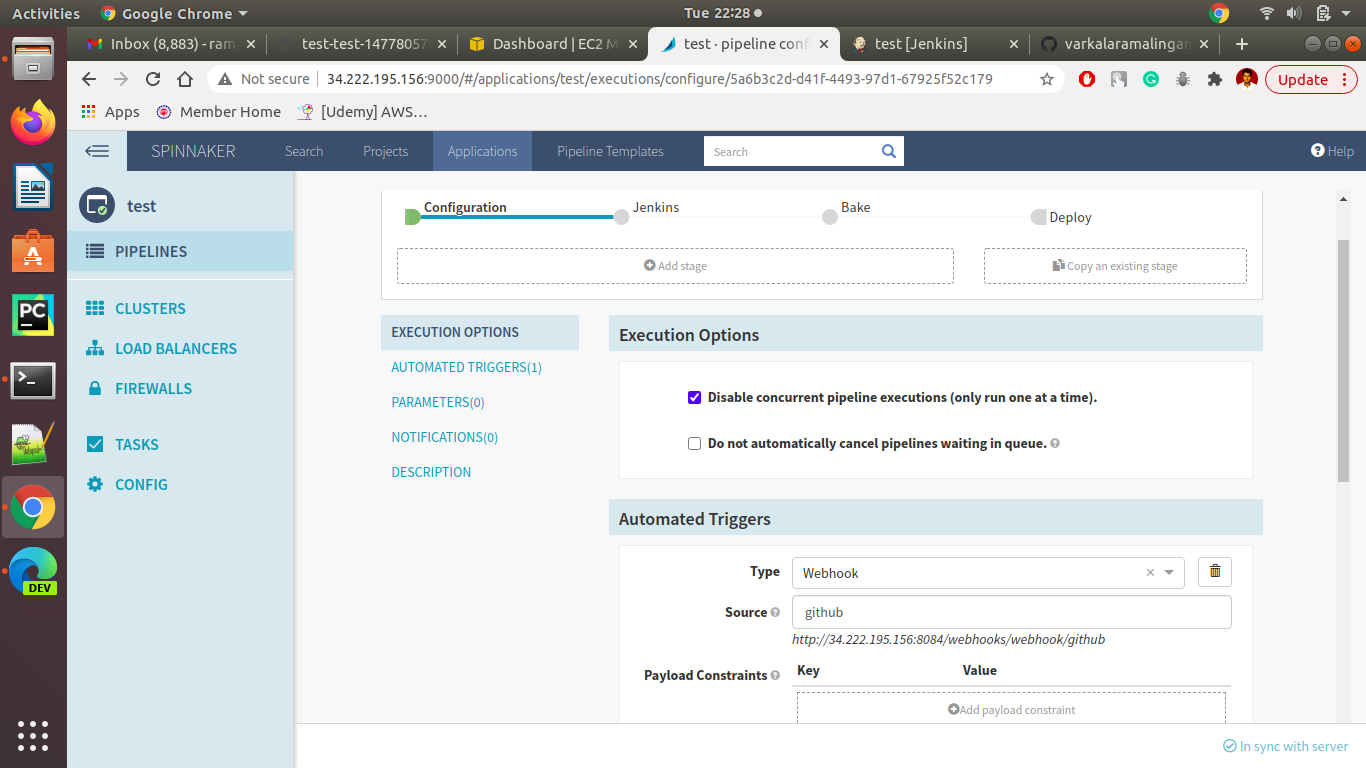 Activities Google Chrome Tue 22:28
Inbox (8,883) - ram test-test-14778057 Dashboard | EC2 M test · pipeline conf test [Jenkins] varkalaramalingam
Not secure 34.222.195.156:9000/#/applications/test/executions/configure/5a6b3c2d-d41f-4493-97d1-67925f52c179 Update
Apps Member Home [Udemy] AWS...
SPINNAKER Search Projects Applications Pipeline Templates Search Help
test
PIPELINES
CLUSTERS
LOAD BALANCERS
FIREWALLS
TASKS
CONFIG
Configuration Jenkins Bake Deploy
Add stage Copy an existing stage
EXECUTION OPTIONS
AUTOMATED TRIGGERS(1)
PARAMETERS(0)
NOTIFICATIONS(0)
DESCRIPTION
Execution Options
Disable concurrent pipeline executions (only run one at a time).
Do not automatically cancel pipelines waiting in queue.
Automated Triggers
Type Webhook
Source github
http://34.222.195.156:8084/webhooks/webhook/github
Payload Constraints Key Value
Add payload constraint
In sync with server
PC
DEV